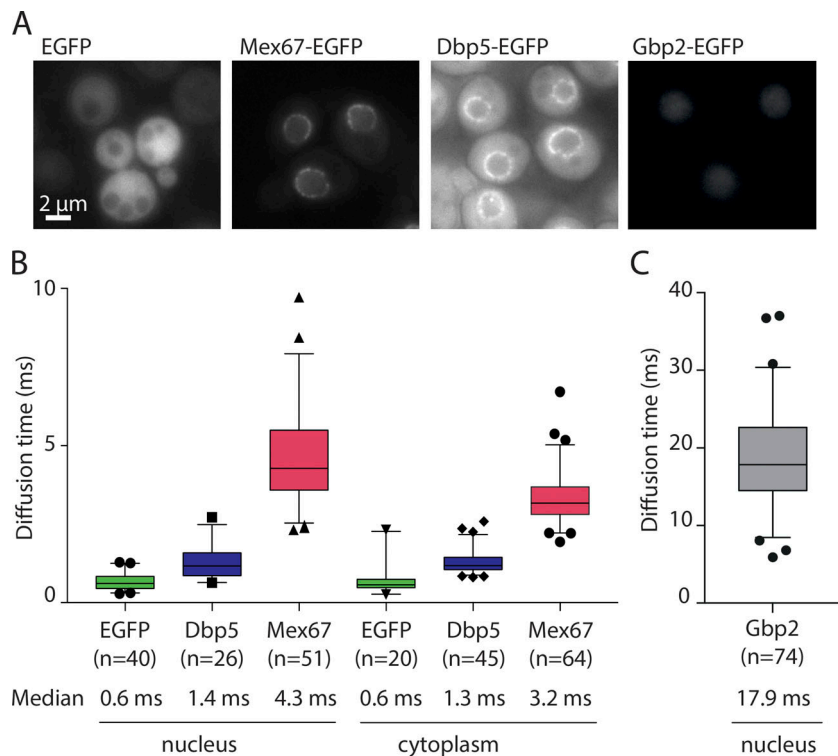 A
EGFP
Mex67-EGFP
Dbp5-EGFP
Gbp2-EGFP
2 µm
B
Diffusion time (ms)
10
5
0
EGFP Dbp5 Mex67 EGFP Dbp5 Mex67
(n=40) (n=26) (n=51) (n=20) (n=45) (n=64)
Median 0.6 ms 1.4 ms 4.3 ms 0.6 ms 1.3 ms 3.2 ms
nucleus cytoplasm
C
Diffusion time (ms)
40
30
20
10
0
Gbp2
(n=74)
17.9 ms
nucleus